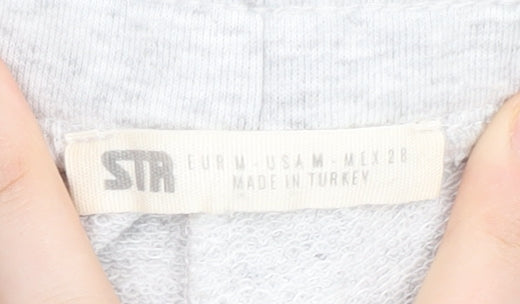 STR
EUR M - USA M - MEX 28
MADE IN TURKEY